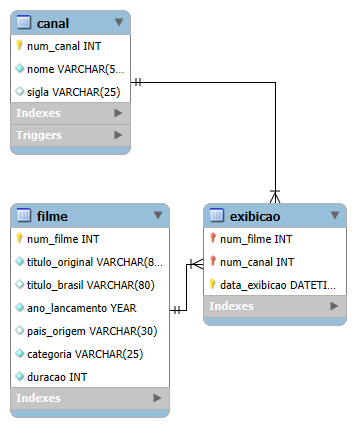 canal
num_canal INT
nome VARCHAR(5...
sigla VARCHAR(25)
Indexes
Triggers
filme
num_filme INT
titulo_original VARCHAR(8...
titulo_brasil VARCHAR(80)
ano_lancamento YEAR
pais_origem VARCHAR(30)
categoria VARCHAR(25)
duracao INT
Indexes
exibicao
num_filme INT
num_canal INT
data_exibicao DATETI...
Indexes